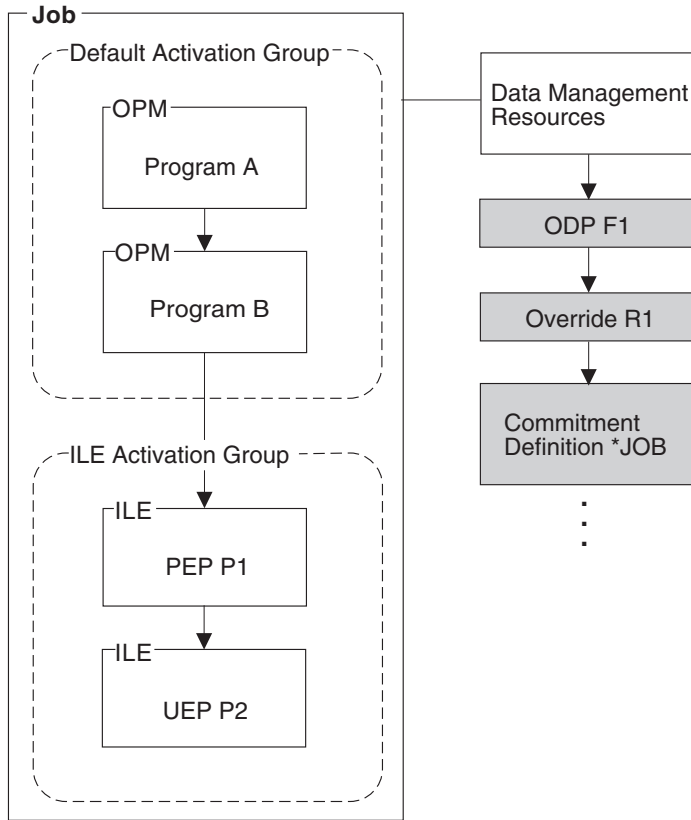 Job
Default Activation Group
OPM
Program A
OPM
Program B
ILE Activation Group
ILE
PEP P1
ILE
UEP P2
Data Management
Resources
ODP F1
Override R1
Commitment
Definition *JOB